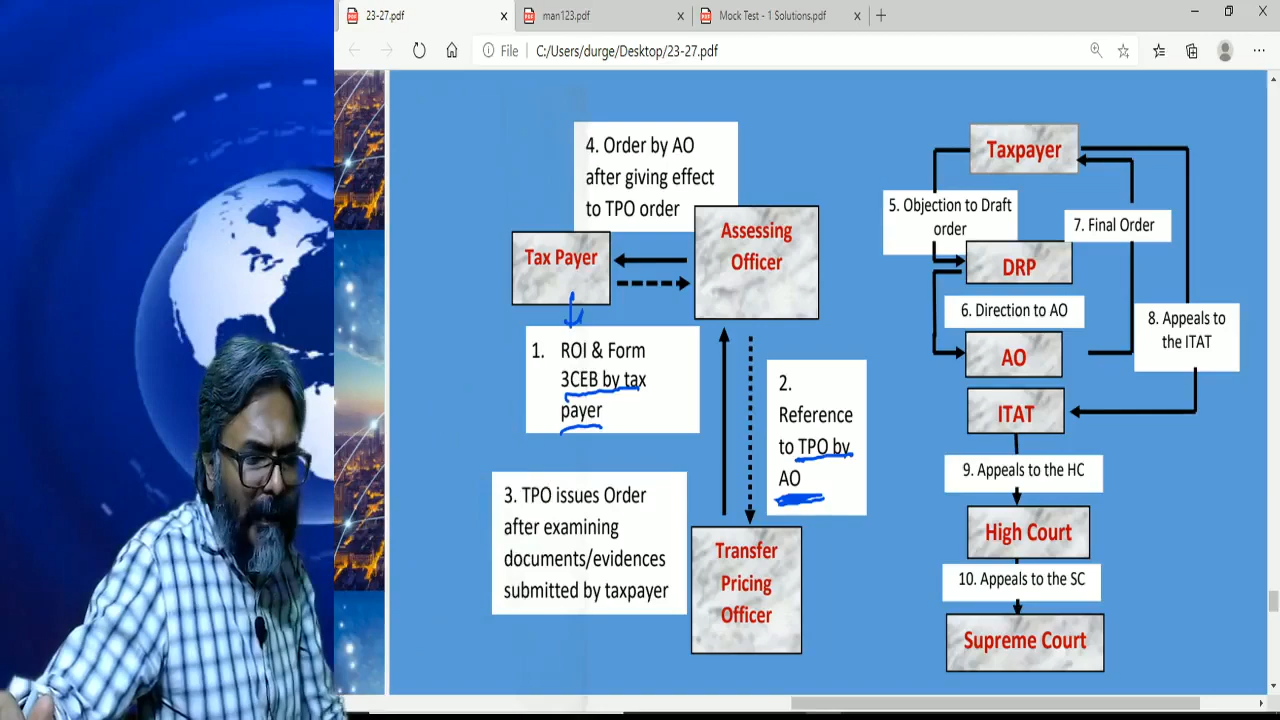 23-27.pdf
man123.pdf
Mock Test - 1 Solutions.pdf
File
C:/Users/durge/Desktop/23-27.pdf
4. Order by AO
after giving effect
to TPO order
Tax Payer
Assessing
Officer
1. ROI & Form
3CEB by tax
payer
2.
Reference
to TPO by
AO
3. TPO issues Order
after examining
documents/evidences
submitted by taxpayer
Transfer
Pricing
Officer
Taxpayer
5. Objection to Draft
order
7. Final Order
DRP
6. Direction to AO
8. Appeals to
the ITAT
AO
ITAT
9. Appeals to the HC
High Court
10. Appeals to the SC
Supreme Court